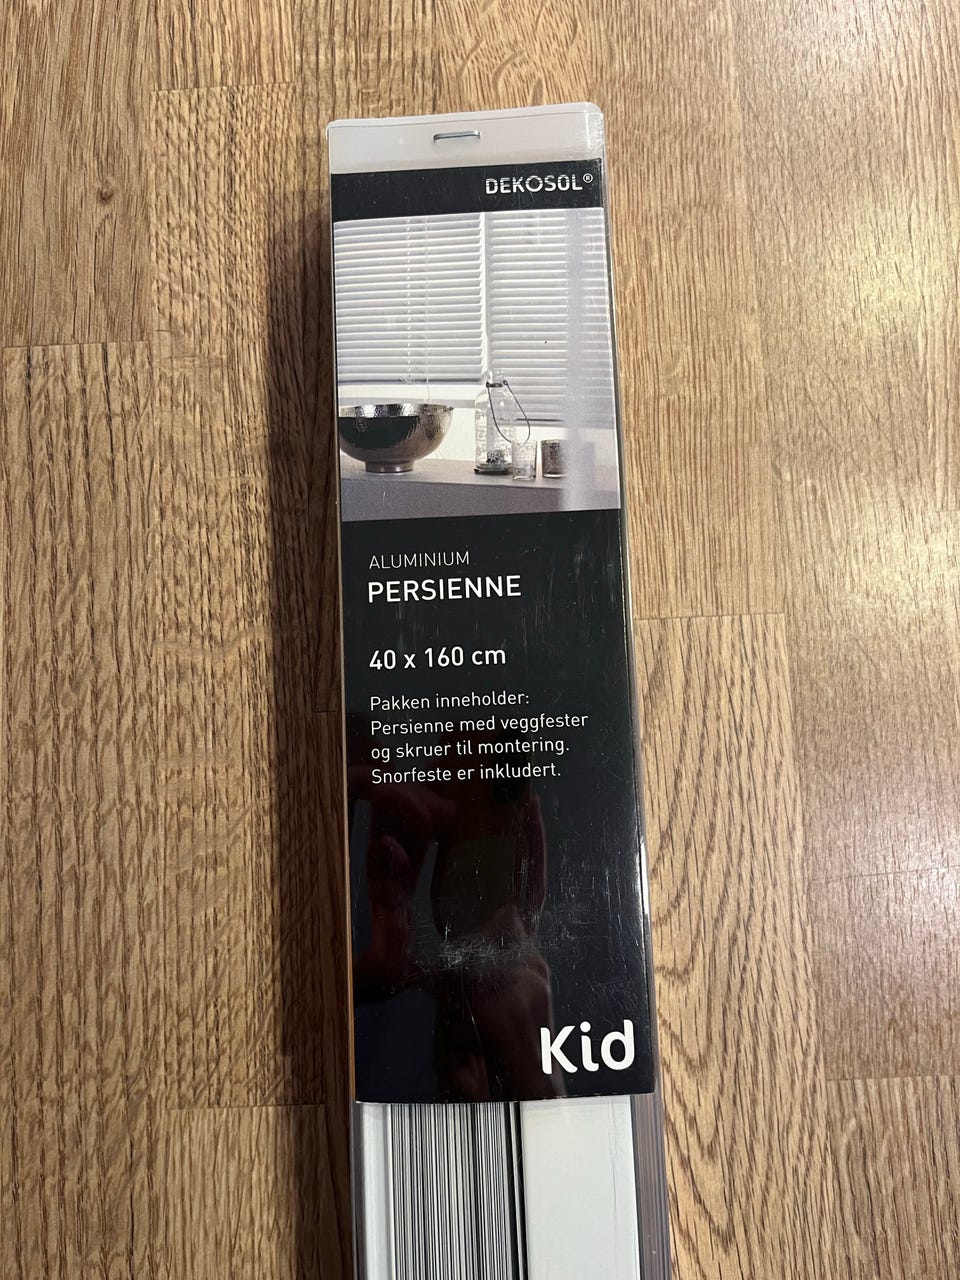 DEKOSOL®
ALUMINIUM
PERSIENNE
40 x 160 cm
Pakken inneholder:
Persienne med veggfester
og skruer til montering.
Snorfeste er inkludert.
Kid